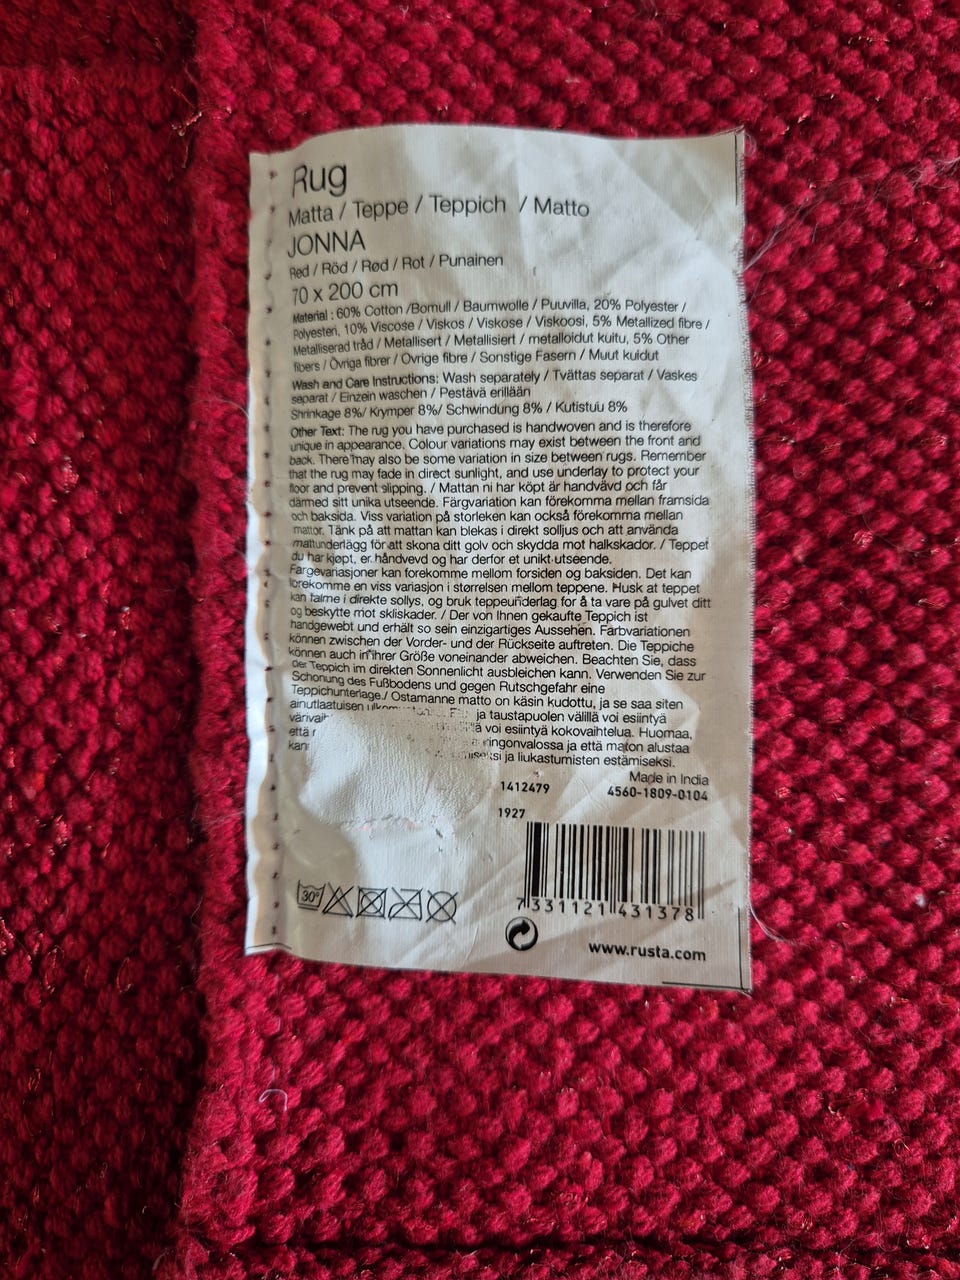 Rug
Matta / Teppe / Teppich / Matto
JONNA
Red / Röd / Rød / Rot / Punainen
70 x 200 cm
Material : 60% Cotton /Bomull / Baumwolle / Puuvilla, 20% Polyester /
Polyesteri, 10% Viscose / Viskos / Viskose / Viskoosi, 5% Metallized fibre /
Metalliserad tråd / Metallisert / Metallisiert / metalloidut kuitu, 5% Other
fibers / Övriga fibrer / Ovrige fibre / Sonstige Fasern / Muut kuidut
Wash and Care Instructions: Wash separately / Tvättas separat / Vaskes
separat / Einzein waschen / Pestävä erillään
Shrinkage 8%/ Krymper 8%/ Schwindung 8% / Kutistuu 8%
Other Text: The rug you have purchased is handwoven and is therefore
unique in appearance. Colour variations may exist between the front and
back. There may also be some variation in size between rugs. Remember
that the rug may fade in direct sunlight, and use underlay to protect your
floor and prevent slipping. / Mattan ni har köpt är handvävd och får
därmed sitt unika utseende. Färgvariation kan förekomma mellan framsida
och baksida. Viss variation på storleken kan också förekomma mellan
mattor. Tänk på att mattan kan blekas i direkt solljus och att använda
mattunderlägg för att skona ditt golv och skydda mot halkskador. / Teppet
du har kjøpt, er håndvevd og har derfor et unikt utseende.
Fargevariasjoner kan forekomme mellom forsiden og baksiden. Det kan
forekomme en viss variasjon i størrelsen mellom teppene. Husk at teppet
kan falme i direkte sollys, og bruk teppeunderlag for å ta vare på gulvet ditt
og beskytte mot skliskader. / Der von Ihnen gekaufte Teppich ist
handgewebt und erhält so sein einzigartiges Aussehen. Farbvariationen
können zwischen der Vorder- und der Rückseite auftreten. Die Teppiche
können auch in ihrer Größe voneinander abweichen. Beachten Sie, dass
der Teppich im direkten Sonnenlicht ausbleichen kann. Verwenden Sie zur
Schonung des Fußbodens und gegen Rutschgefahr eine
Teppichunterlage./ Ostamanne matto on käsin kudottu, ja se saa siten
ainutlaatuisen ja taustapuolen välillä voi esiintyä
voi esiintyä kokovaihtelua. Huomaa,
että ja että maton alustaa
ja liukastumisten estämiseksi.
Made in India
1412479 4560-1809-0104
1927
30°
7331121431378
www.rusta.com